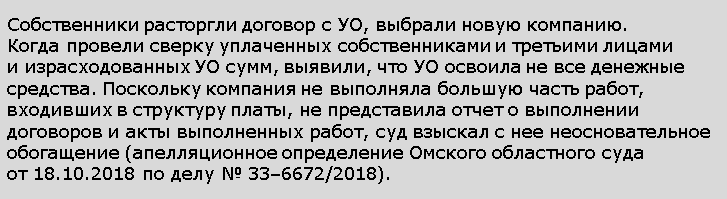 Собственники расторгли договор с УО, выбрали новую компанию.
Когда провели сверку уплаченных собственниками и третьими лицами
и израсходованных УО сумм, выявили, что УО освоила не все денежные
средства. Поскольку компания не выполняла большую часть работ,
входивших в структуру платы, не представила отчет о выполнении
договоров и акты выполненных работ, суд взыскал с нее неосновательное
обогащение (апелляционное определение Омского областного суда
от 18.10.2018 по делу № 33–6672/2018).